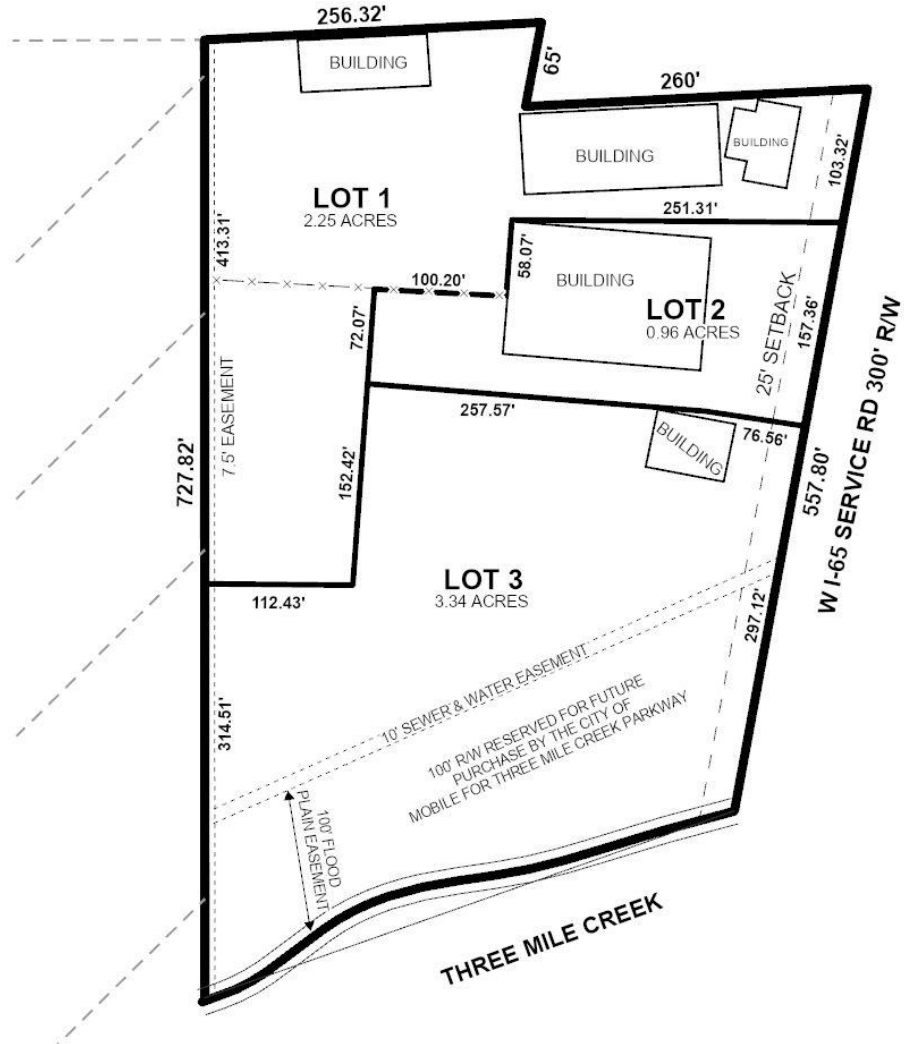 256.32'
65'
260'
BUILDING
BUILDING
BUILDING
103.32'
LOT 1
2.25 ACRES
251.31'
413.31'
58.07'
100.20'
BUILDING
LOT 2
0.96 ACRES
72.07'
25' SETBACK
157.36'
W I-65 SERVICE RD 300' R/W
257.57'
76.56'
BUILDING
7.5' EASEMENT
727.82'
152.42'
557.80'
LOT 3
3.34 ACRES
112.43'
297.12'
314.51'
10' SEWER & WATER EASEMENT
100' R/W RESERVED FOR FUTURE
PURCHASE BY THE CITY OF
MOBILE FOR THREE MILE CREEK PARKWAY
100' FLOOD
PLAIN EASEMENT
THREE MILE CREEK